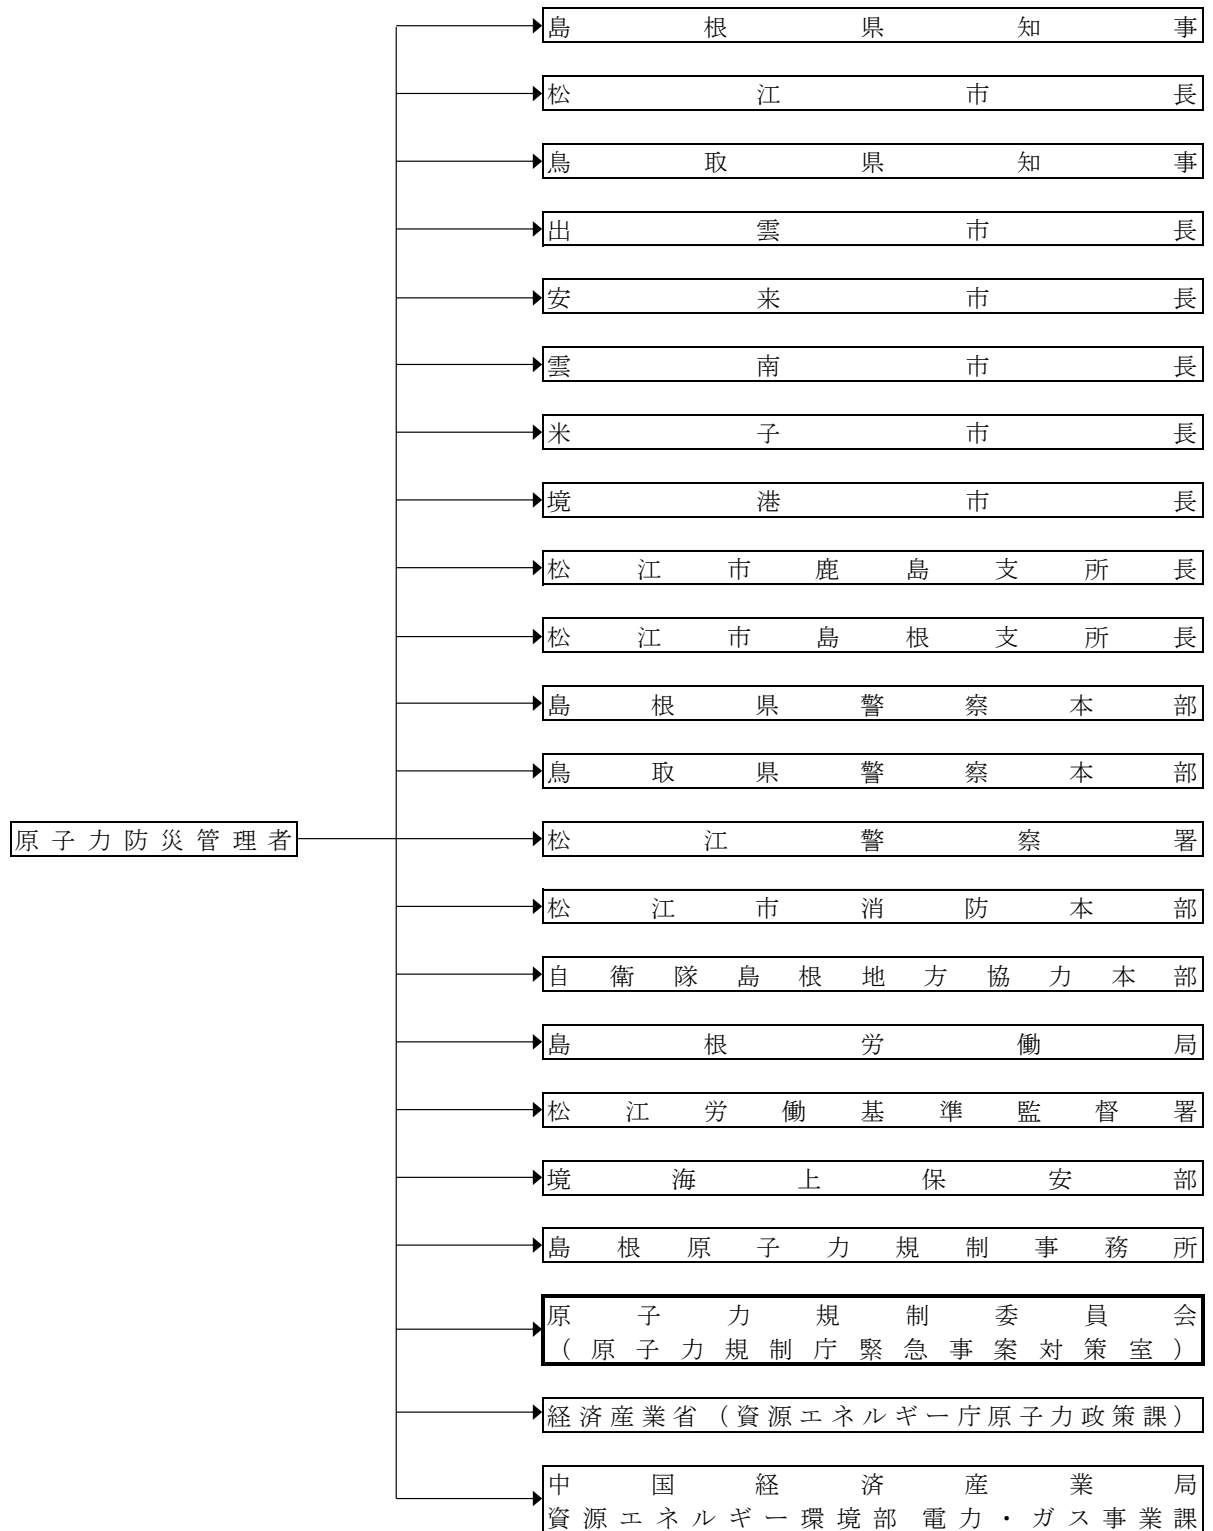 島根県知事
松江市長
鳥取県知事
出雲市長
安来市長
雲南市長
米子市長
境港市長
松江市鹿島支所長
松江市島根支所長
島根県警察本部
鳥取県警察本部
原子力防災管理者
松江警察署
松江市消防本部
自衛隊島根地方協力本部
島根労働局
松江労働基準監督署
境海上保安部
島根原子力規制事務所
原子力規制委員会
（原子力規制庁緊急事案対策室）
経済産業省（資源エネルギー庁原子力政策課）
中国経済産業局
資源エネルギー環境部 電力・ガス事業課